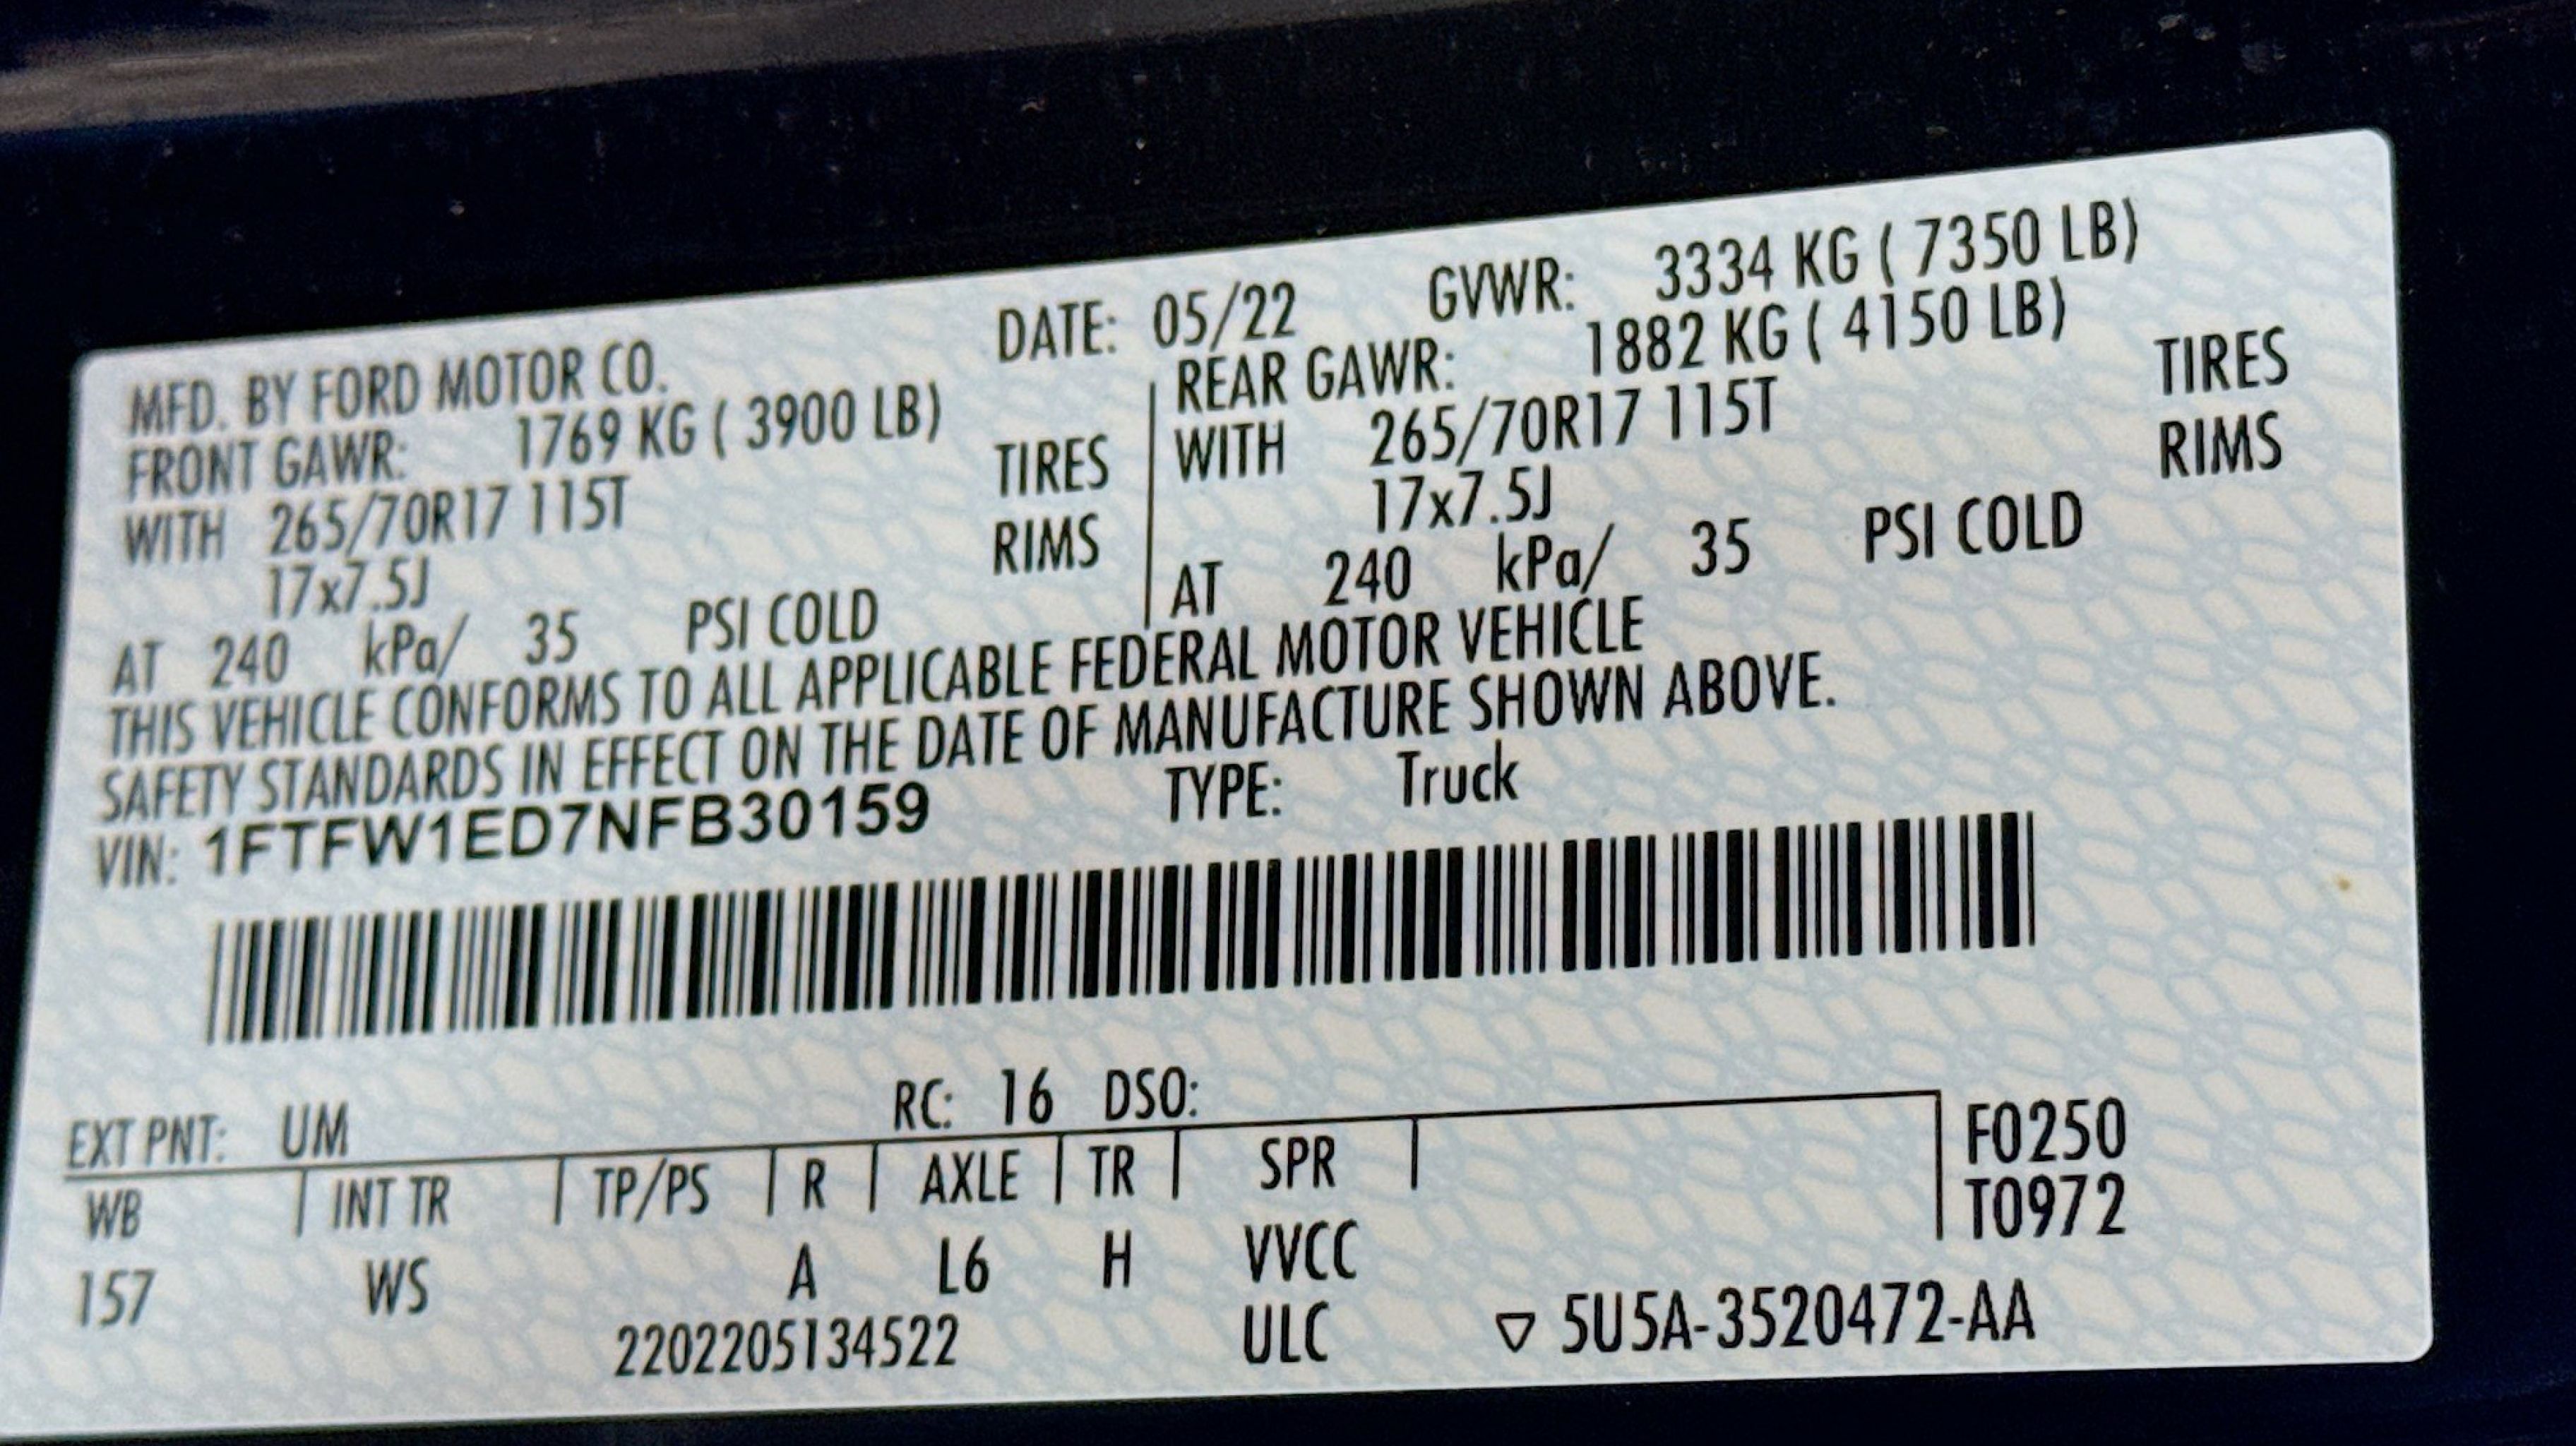 MFD. BY FORD MOTOR CO. DATE: 05/22 GVWR: 3334 KG ( 7350 LB)
FRONT GAWR: 1769 KG ( 3900 LB) REAR GAWR: 1882 KG ( 4150 LB)
WITH 265/70R17 115T TIRES WITH 265/70R17 115T TIRES
17x7.5J RIMS 17x7.5J RIMS
AT 240 kPa/ 35 PSI COLD AT 240 kPa/ 35 PSI COLD
THIS VEHICLE CONFORMS TO ALL APPLICABLE FEDERAL MOTOR VEHICLE
SAFETY STANDARDS IN EFFECT ON THE DATE OF MANUFACTURE SHOWN ABOVE.
VIN: 1FTFW1ED7NFB30159 TYPE: Truck
EXT PNT: UM RC: 16 DSO:
WB INT TR TP/PS R AXLE TR SPR F0250
T0972
157 WS A L6 H VVCC
2202205134522 ULC ▽ 5U5A-3520472-AA